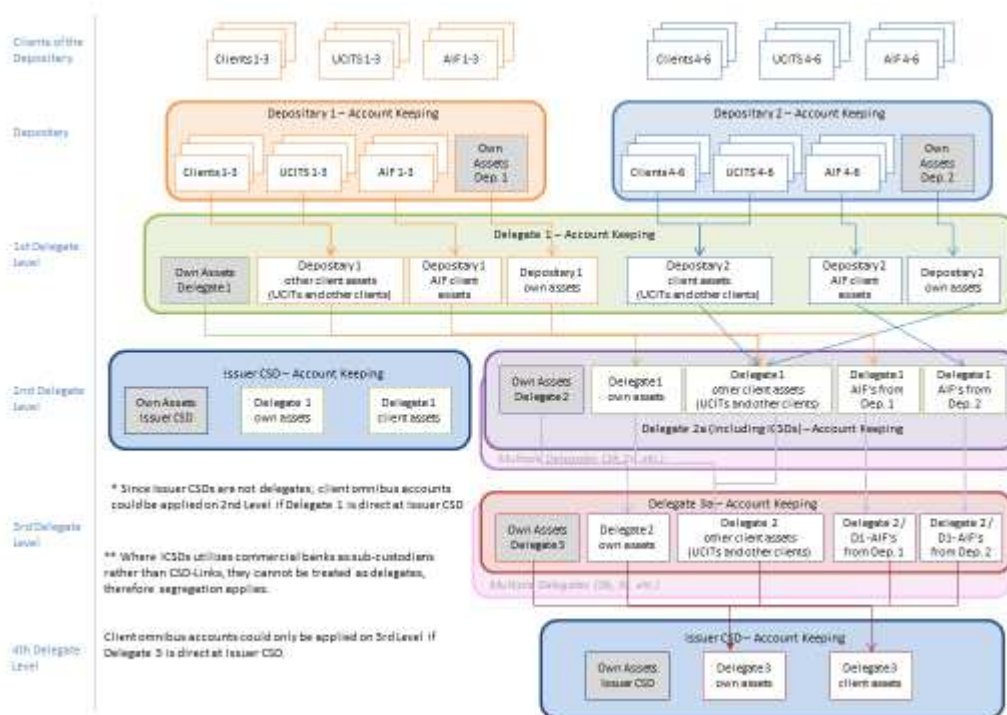 Clients of the
Depositary
Clients 1-3
UCITS 1-3
AIF 1-3
Clients 4-6
UCITS 4-6
AIF 4-6
Depositary
Depositary 1 – Account Keeping
Clients 1-3
UCITS 1-3
AIF 1-3
Own
Assets
Dep. 1
Depositary 2 – Account Keeping
Clients 4-6
UCITS 4-6
AIF 4-6
Own
Assets
Dep. 2
1st Delegate
Level
Delegate 1 – Account Keeping
Own Assets
Delegate 1
Depositary 1
other client assets
(UCITs and other clients)
Depositary 1
AIF client
assets
Depositary 1
own assets
Depositary 2
client assets
(UCITs and other clients)
Depositary 2
AIF client
assets
Depositary 2
own assets
2nd Delegate
Level
Issuer CSD – Account Keeping
Own Assets
Issuer CSD
Delegate 1
own assets
Delegate 1
client assets
Own Assets
Delegate 2
Delegate 1
own assets
Delegate 1
other client assets
(UCITs and other clients)
Delegate 1
AIF's from
Dep. 1
Delegate 1
AIF's from
Dep. 2
Delegate 2a (including ICSDs) – Account Keeping
Multiple Delegates
* Since Issuer CSDs are not delegates; client omnibus accounts
could be applied on 2nd Level if Delegate 1 is direct at Issuer CSD
3rd Delegate
Level
Delegate 3a – Account Keeping
Own Assets
Delegate 3
Delegate 2
own assets
Delegate 2
other client assets
(UCITs and other clients)
Delegate 2 /
D1-AIF's
from Dep. 1
Delegate 2 /
from Dep. 2
Multiple Delegates
** Where ICSDs utilises commercial banks as sub-custodians
rather than CSD-Links, they cannot be treated as delegates,
therefore segregation applies.
Client omnibus accounts could only be applied on 3rd Level if
Delegate 3 is direct at Issuer CSD
4th Delegate
Level
Issuer CSD – Account Keeping
Own Assets
Issuer CSD
Delegate 3
own assets
Delegate 3
client assets